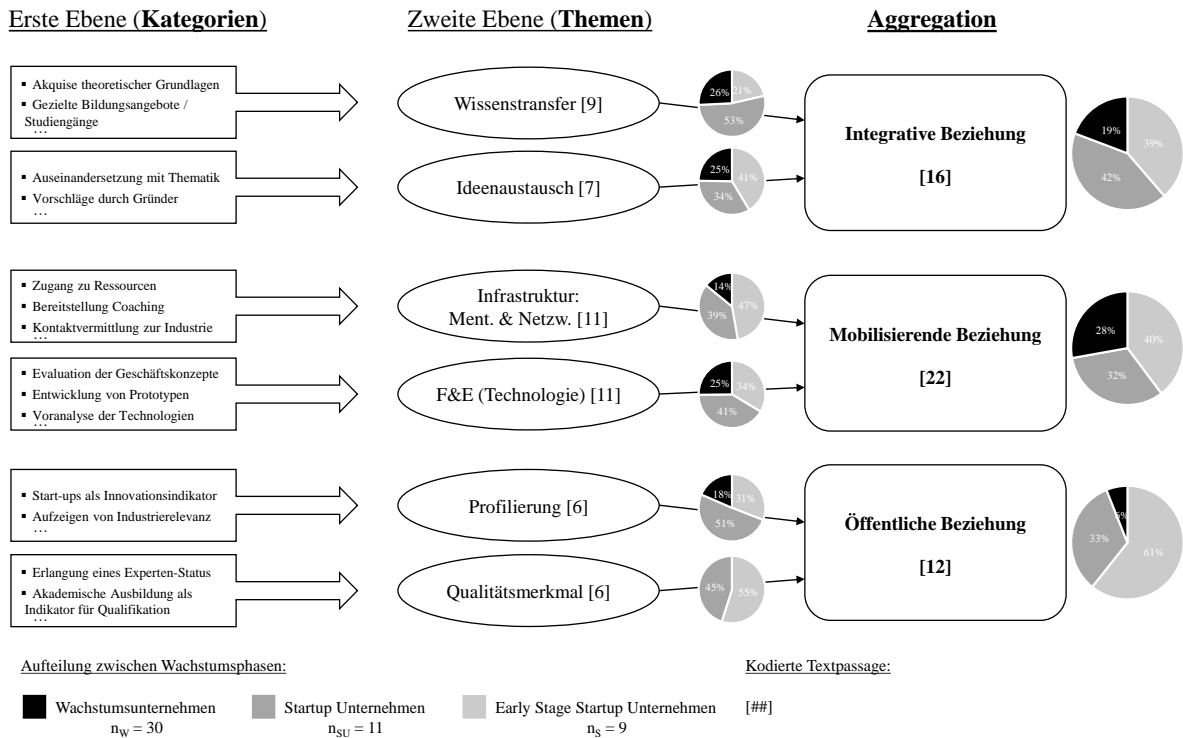 Erste Ebene (Kategorien)
Zweite Ebene (Themen)
Aggregation
▪ Akquise theoretischer Grundlagen
▪ Gezielte Bildungsangebote /
Studiengänge
…
Wissenstransfer [9]
26%
21%
53%
▪ Auseinandersetzung mit Thematik
▪ Vorschläge durch Gründer
…
Ideenaustausch [7]
25%
41%
34%
Integrative Beziehung
[16]
19%
39%
42%
▪ Zugang zu Ressourcen
▪ Bereitstellung Coaching
▪ Kontaktvermittlung zur Industrie
…
Infrastruktur:
Ment. & Netzw. [11]
14%
47%
39%
▪ Evaluation der Geschäftskonzepte
▪ Entwicklung von Prototypen
▪ Voranalyse der Technologien
…
F&E (Technologie) [11]
25%
34%
41%
Mobilisierende Beziehung
[22]
28%
40%
32%
▪ Start-ups als Innovationsindikator
▪ Aufzeigen von Industrierelevanz
…
Profilierung [6]
18%
31%
51%
▪ Erlangung eines Experten-Status
▪ Akademische Ausbildung als
Indikator für Qualifikation
…
Qualitätsmerkmal [6]
45%
55%
Öffentliche Beziehung
[12]
33%
61%
Aufteilung zwischen Wachstumsphasen:
Kodierte Textpassage:
Wachstumsunternehmen
n_W = 30
Startup Unternehmen
n_SU = 11
Early Stage Startup Unternehmen
n_S = 9
[##]